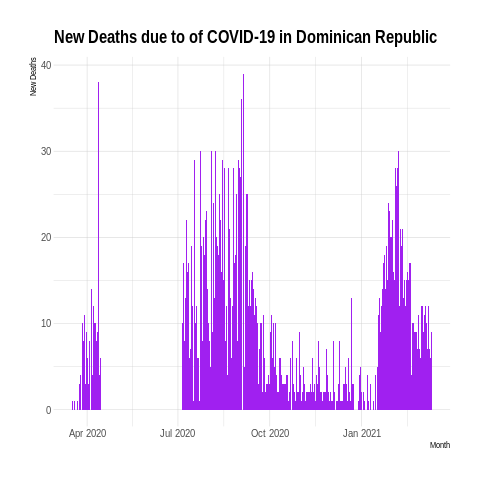 New Deaths due to of COVID-19 in Dominican Republic
New Deaths
40
30
20
10
0
Apr 2020 Jul 2020 Oct 2020 Jan 2021
Month